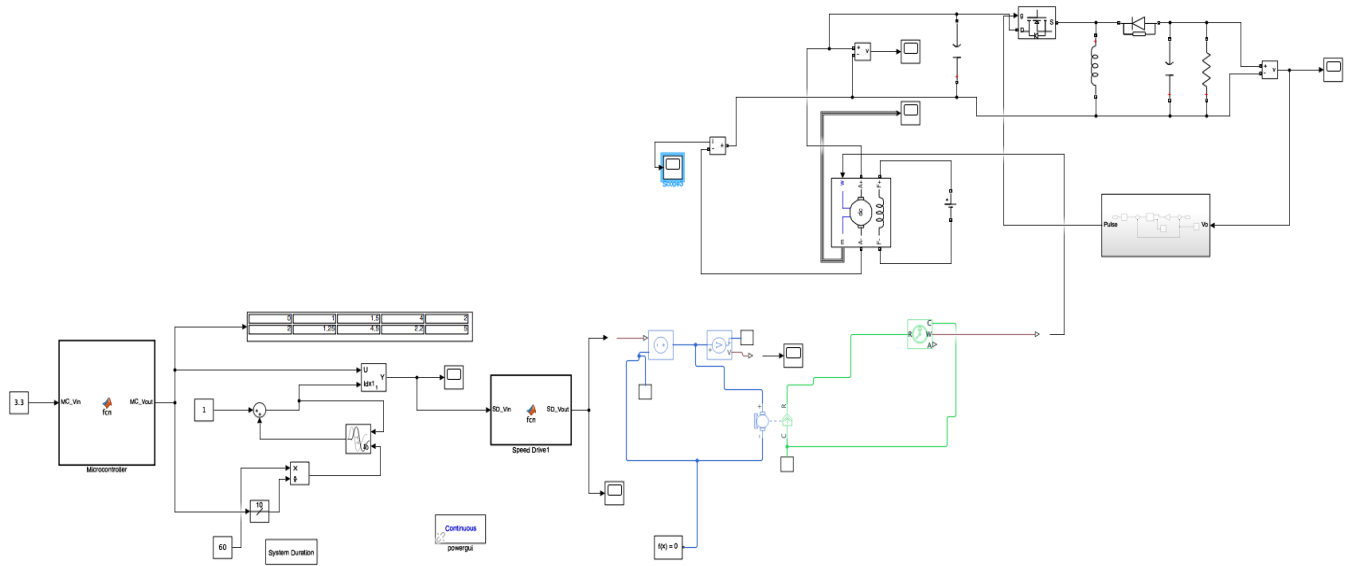 g
S
D
+
-
v
+
-
v
i
+
-
Scope3
w
A+
F+
dc
m
A-
F-
Pulse
Vo
0
1
1,5
4
2
2
1,25
4,5
2,2
5
3.3
MC_Vin
fcn
MC_Vout
Microcontroller
U
Idx1
Y
1
SD_Vin
fcn
SD_Vout
Speed Drive1
10
60
System Duration
Continuous
powergui
f(x) = 0
V
+
-
R
C
R
C
W
A